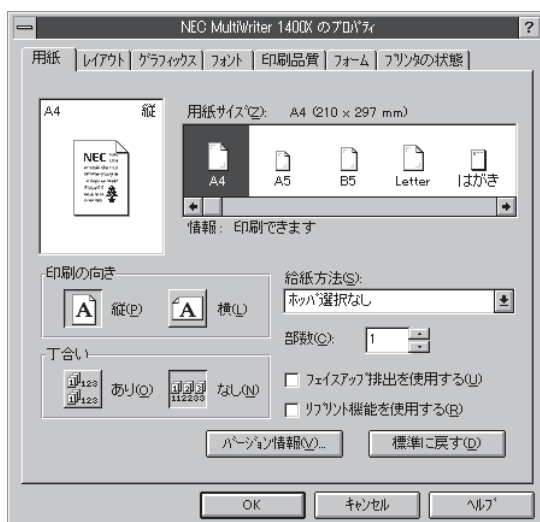 NEC MultiWriter 1400X のプロパティ
?
用紙 レイアウト グラフィックス フォント 印刷品質 フォーム プリンタの状態
A4 縦
NEC
用紙サイズ(Z): A4 (210 × 297 mm)
A4 A5 B5 Letter はがき
情報: 印刷できます
印刷の向き
A 縦(P) A 横(L)
給紙方法(S):
ホッパ選択なし
部数(C): 1
丁合い
123 123 あり(O) 112233 なし(N)
フェイスアップ排出を使用する(U)
リプリント機能を使用する(R)
バージョン情報(V)... 標準に戻す(D)
OK キャンセル ヘルプ